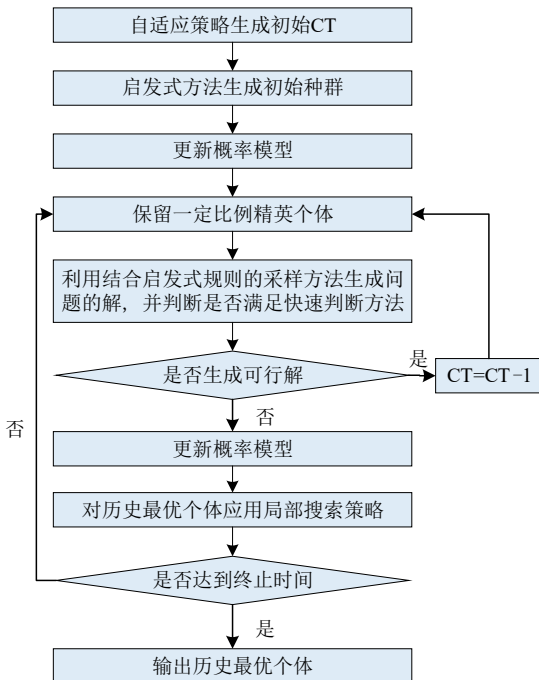 自适应策略生成初始CT
启发式方法生成初始种群
更新概率模型
保留一定比例精英个体
利用结合启发式规则的采样方法生成问
题的解，并判断是否满足快速判断方法
是否生成可行解
是
CT=CT−1
否
否
更新概率模型
对历史最优个体应用局部搜索策略
是否达到终止时间
是
输出历史最优个体